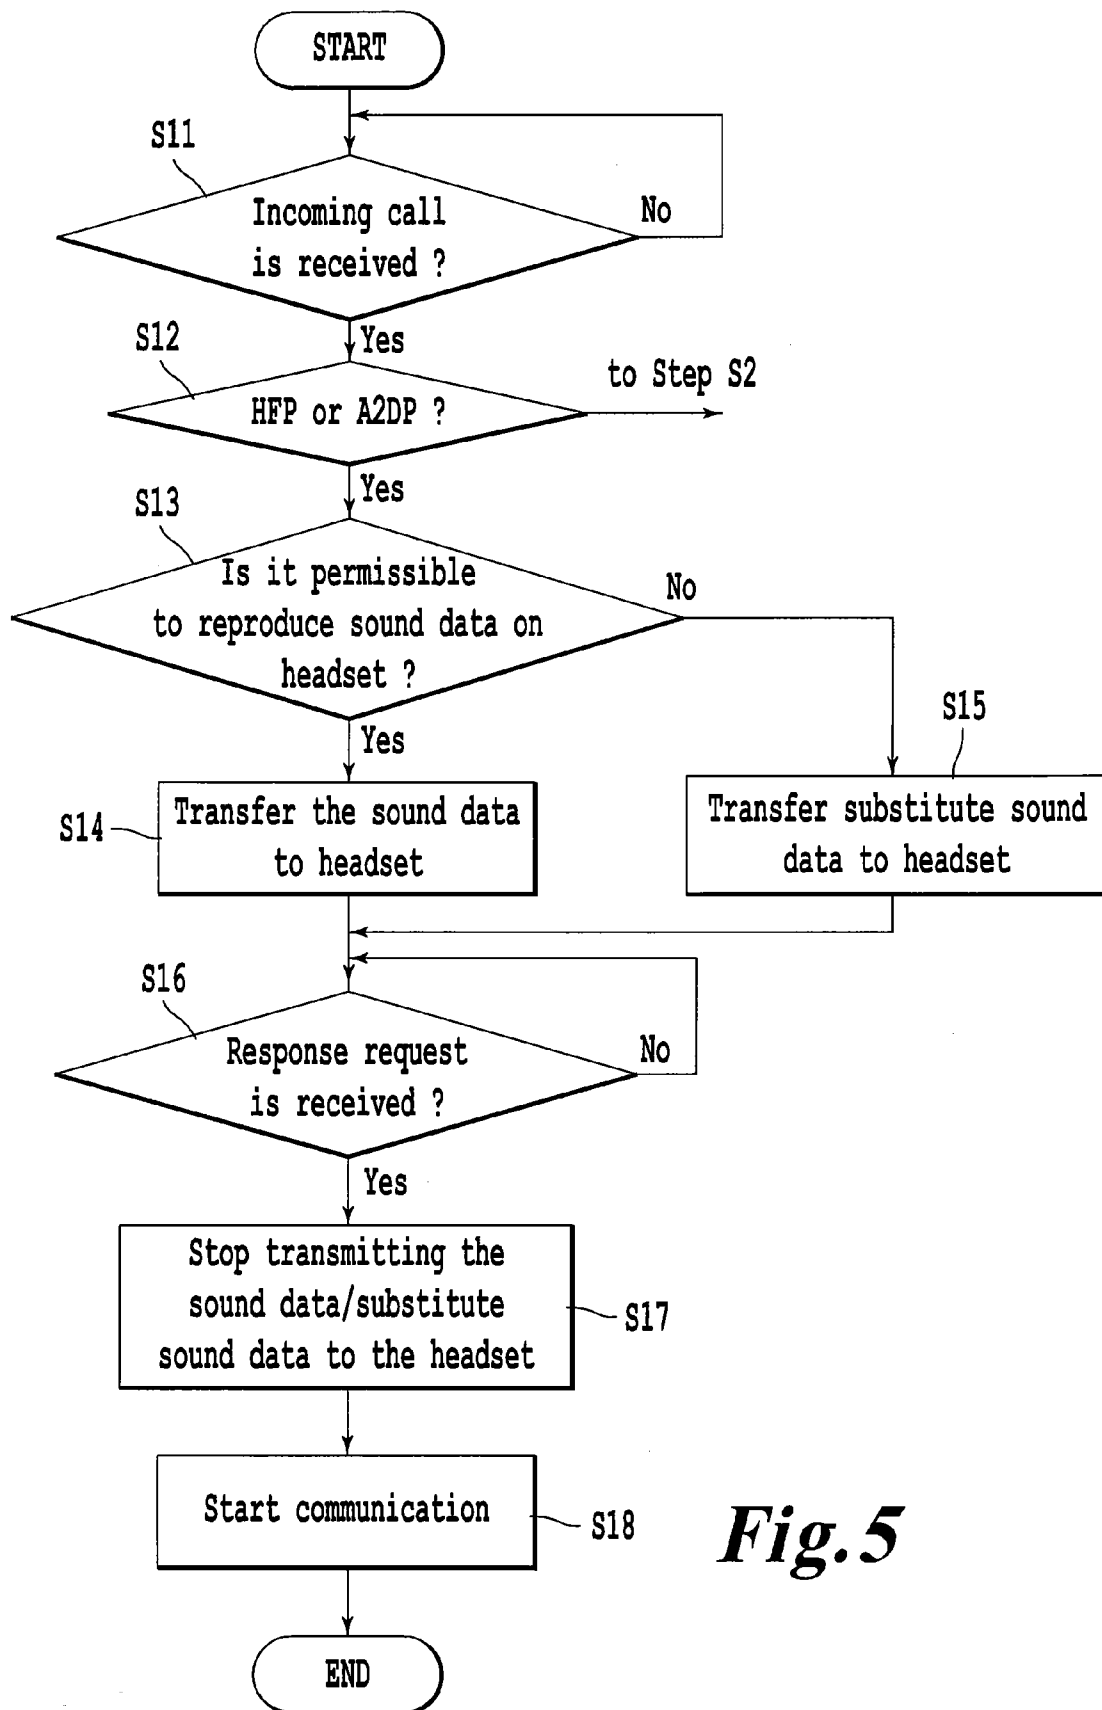 START
S11
Incoming call
is received ?
No
Yes
S12
HFP or A2DP ?
to Step S2
Yes
S13
Is it permissible
to reproduce sound data on
headset ?
No
Yes
S14
Transfer the sound data
to headset
S15
Transfer substitute sound
data to headset
S16
Response request
is received ?
No
Yes
Stop transmitting the
sound data/substitute
sound data to the headset
S17
Start communication
S18
Fig.5
END